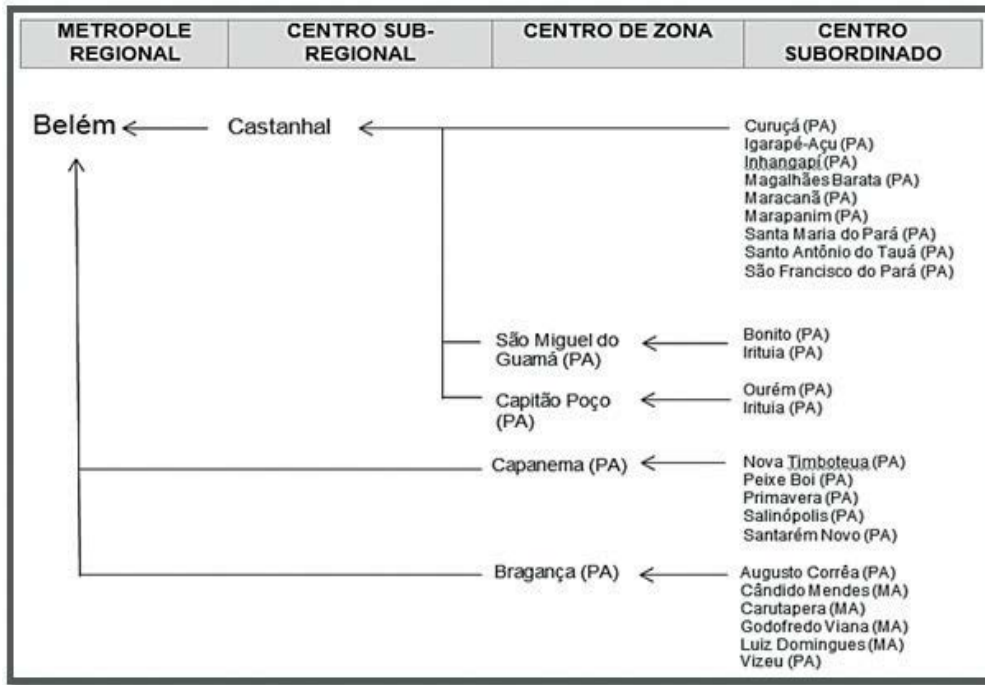 METROPOLE REGIONAL
CENTRO SUB-REGIONAL
CENTRO DE ZONA
CENTRO SUBORDINADO
Belém
Castanhal
Curuçá (PA)
Igarapé-Açu (PA)
Inhangapí (PA)
Magalhães Barata (PA)
Maracanã (PA)
Marapanim (PA)
Santa Maria do Pará (PA)
Santo Antônio do Tauá (PA)
São Francisco do Pará (PA)
São Miguel do
Guamá (PA)
Bonito (PA)
Irituia (PA)
Capitão Poço
(PA)
Ourém (PA)
Irituia (PA)
Capanema (PA)
Nova Timboteua (PA)
Peixe Boi (PA)
Primavera (PA)
Salinópolis (PA)
Santarém Novo (PA)
Bragança (PA)
Augusto Corrêa (PA)
Cândido Mendes (MA)
Carutapera (MA)
Godofredo Viana (MA)
Luiz Domingues (MA)
Vizeu (PA)